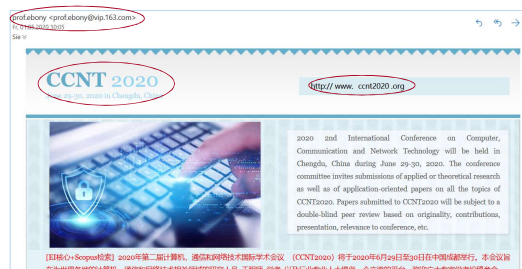 prof.ebony <prof.ebony@vip.163.com>
Fr, 01.05.2020 10:05
Sie
CCNT 2020
June 29-30, 2020 in Chengdu, China
http:// www. ccnt2020 .org
2020 2nd International Conference on Computer,
Communication and Network Technology will be held in
Chengdu, China during June 29-30, 2020. The conference
committee invites submissions of applied or theoretical research
as well as of application-oriented papers on all the topics of
CCNT2020. Papers submitted to CCNT2020 will be subject to a
double-blind peer review based on originality, contributions,
presentation, relevance to conference, etc.
[EI核心+Scopus检索] 2020年第二届计算机、通信和网络技术国际学术会议 (CCNT2020) 将于2020年6月29日至30日在中国成都举行。本会议旨